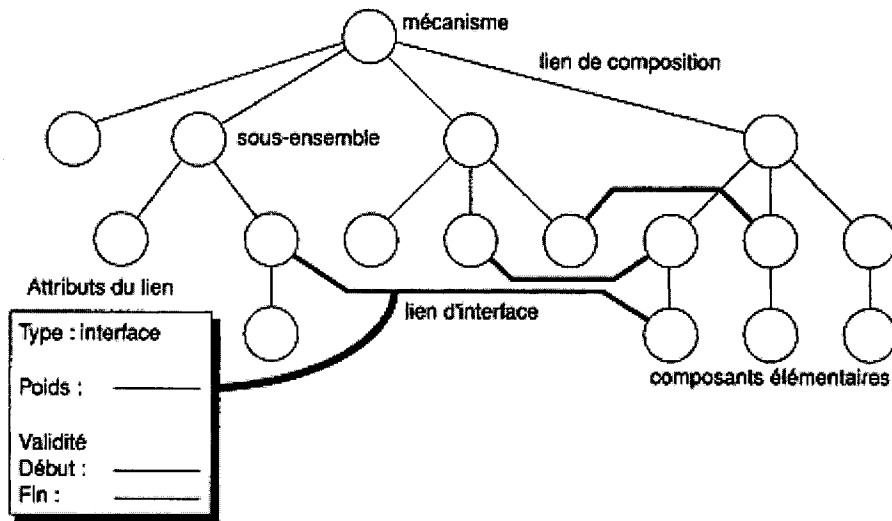 mécanisme
lien de composition
sous-ensemble
Attributs du lien
lien d'interface
Type : interface
Poids :
composants élémentaires
Validité
Début :
Fin :